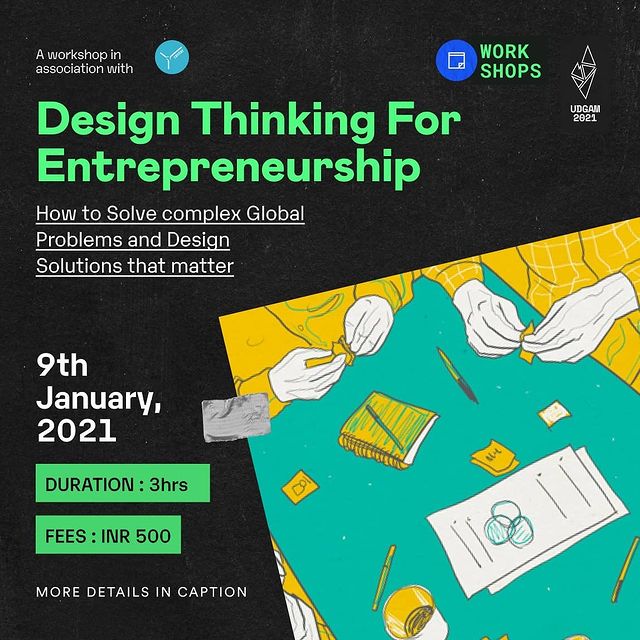 A workshop in
association with
WORK
SHOPS
UDGAM
2021
Design Thinking For
Entrepreneurship
How to Solve complex Global
Problems and Design
Solutions that matter
9th
January,
2021
DURATION : 3hrs
FEES : INR 500
MORE DETAILS IN CAPTION